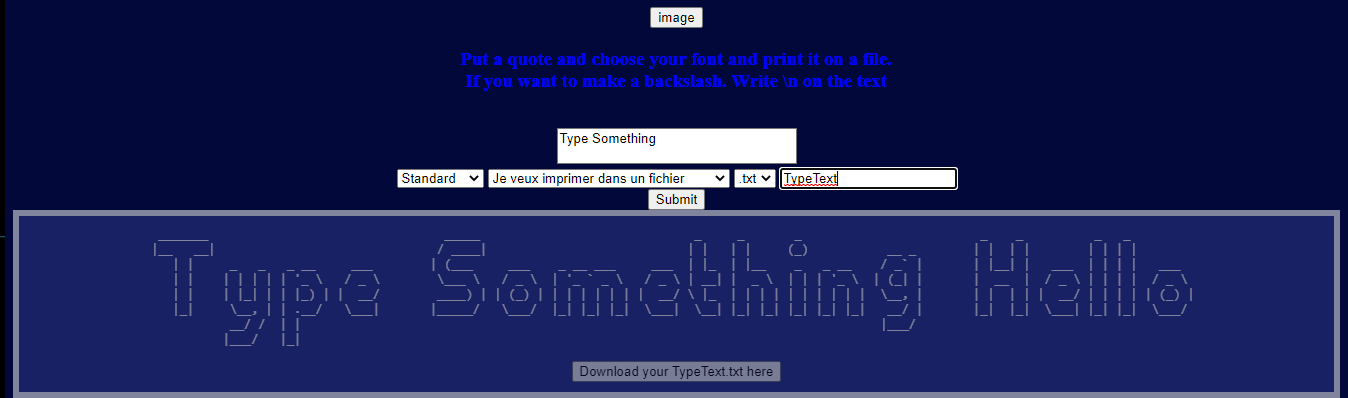 image
Put a quote and choose your font and print it on a file.
If you want to make a backslash. Write \n on the text
Type Something
Standard Je veux imprimer dans un fichier .txt TypeText
Submit
Type Something Hello
Download your TypeText.txt here